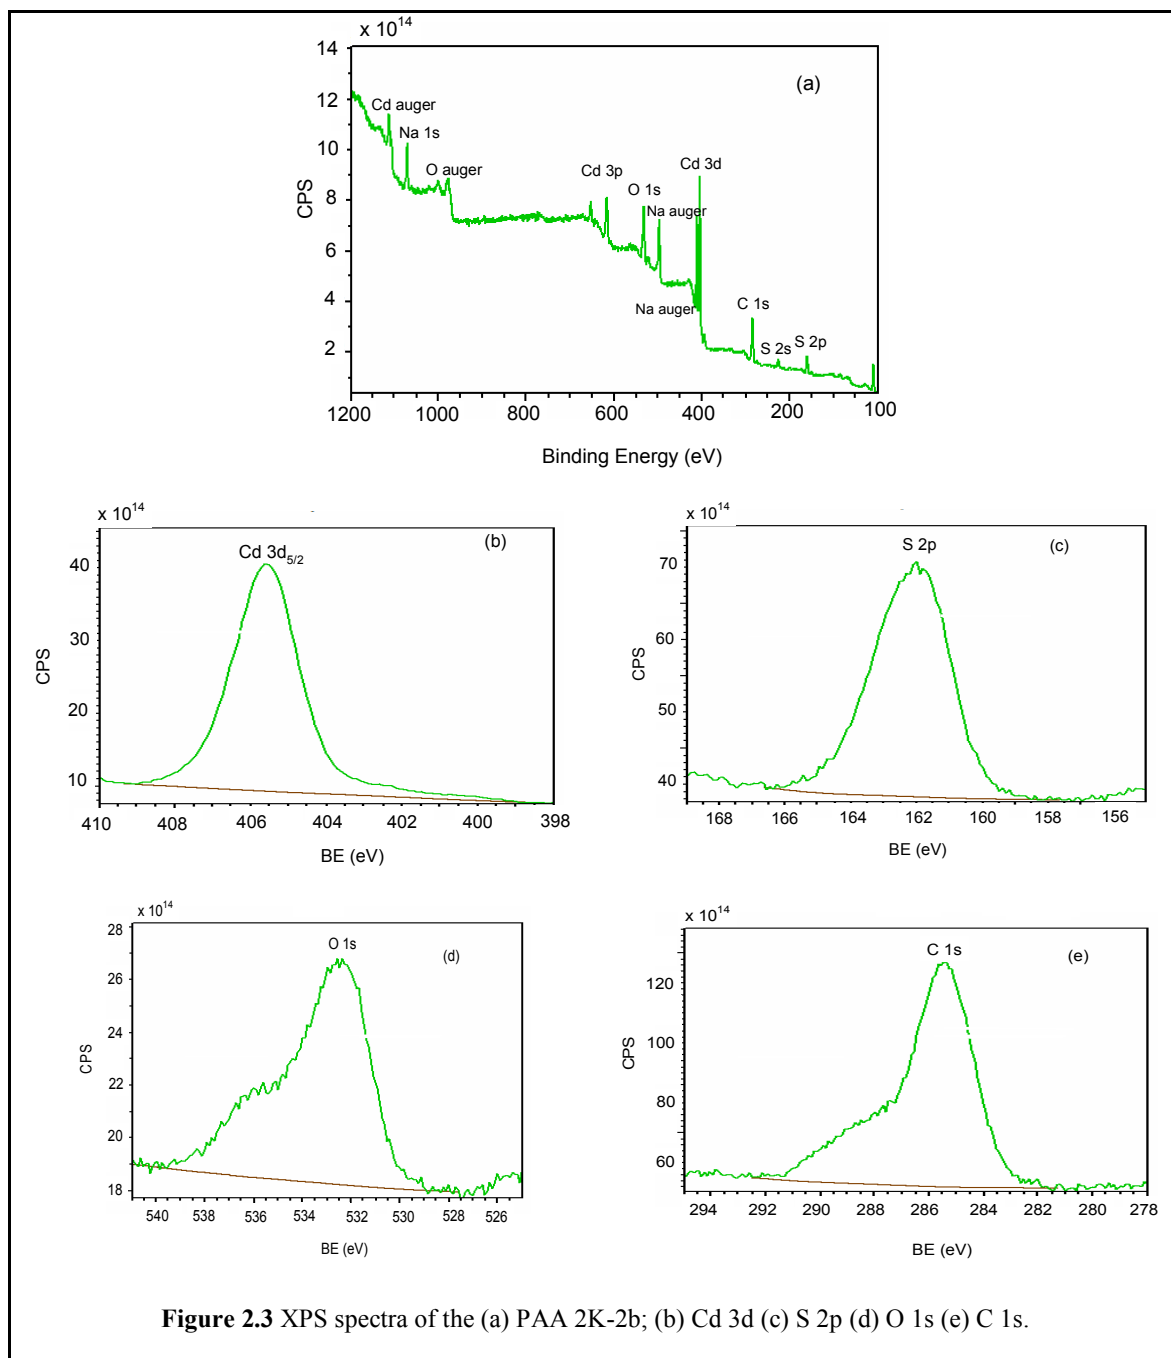 x 10^14
14
12
10
8
6
4
2
CPS
(a)
Cd auger
Na 1s
O auger
Cd 3p
O 1s
Na auger
Cd 3d
Na auger
C 1s
S 2s
S 2p
1200 1000 800 600 400 200 100
Binding Energy (eV)
x 10^14
40
30
20
10
CPS
Cd 3d5/2
(b)
410 408 406 404 402 400 398
BE (eV)
x 10^14
70
60
50
40
CPS
S 2p
(c)
168 166 164 162 160 158 156
BE (eV)
x 10^14
28
26
24
22
20
18
CPS
O 1s
(d)
540 538 536 534 532 530 528 526
BE (eV)
x 10^14
120
100
80
60
CPS
C 1s
(e)
294 292 290 288 286 284 282 280 278
BE (eV)
Figure 2.3 XPS spectra of the (a) PAA 2K-2b; (b) Cd 3d (c) S 2p (d) O 1s (e) C 1s.